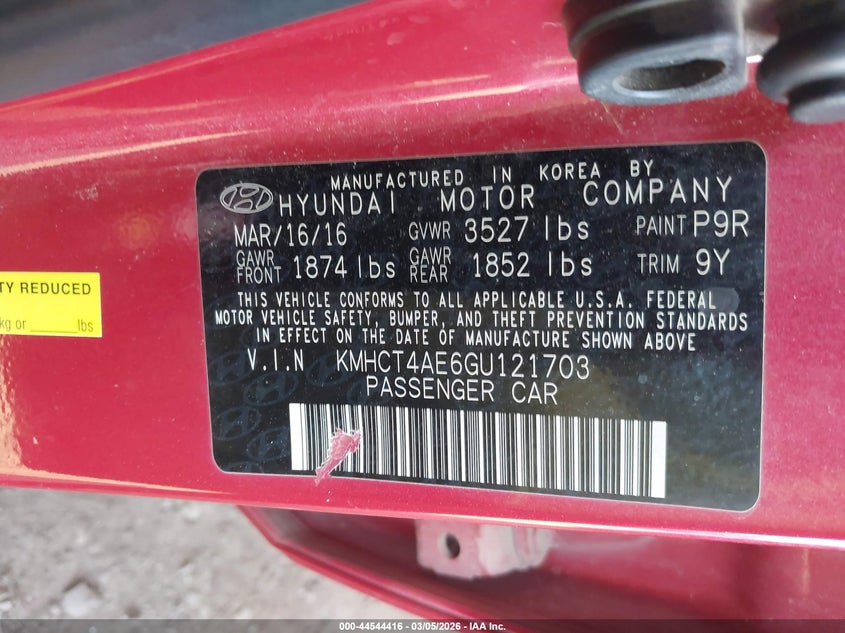 MANUFACTURED IN KOREA BY
HYUNDAI MOTOR COMPANY
MAR/16/16 GVWR 3527 lbs PAINT P9R
GAWR FRONT 1874 lbs GAWR REAR 1852 lbs TRIM 9Y
THIS VEHICLE CONFORMS TO ALL APPLICABLE U.S.A. FEDERAL
MOTOR VEHICLE SAFETY, BUMPER, AND THEFT PREVENTION STANDARDS
IN EFFECT ON THE DATE OF MANUFACTURE SHOWN ABOVE
V.I.N KMHCT4AE6GU121703
PASSENGER CAR
TY REDUCED
kg or ______lbs
000-44544416 — 03/05/2026 — © IAA, Inc.